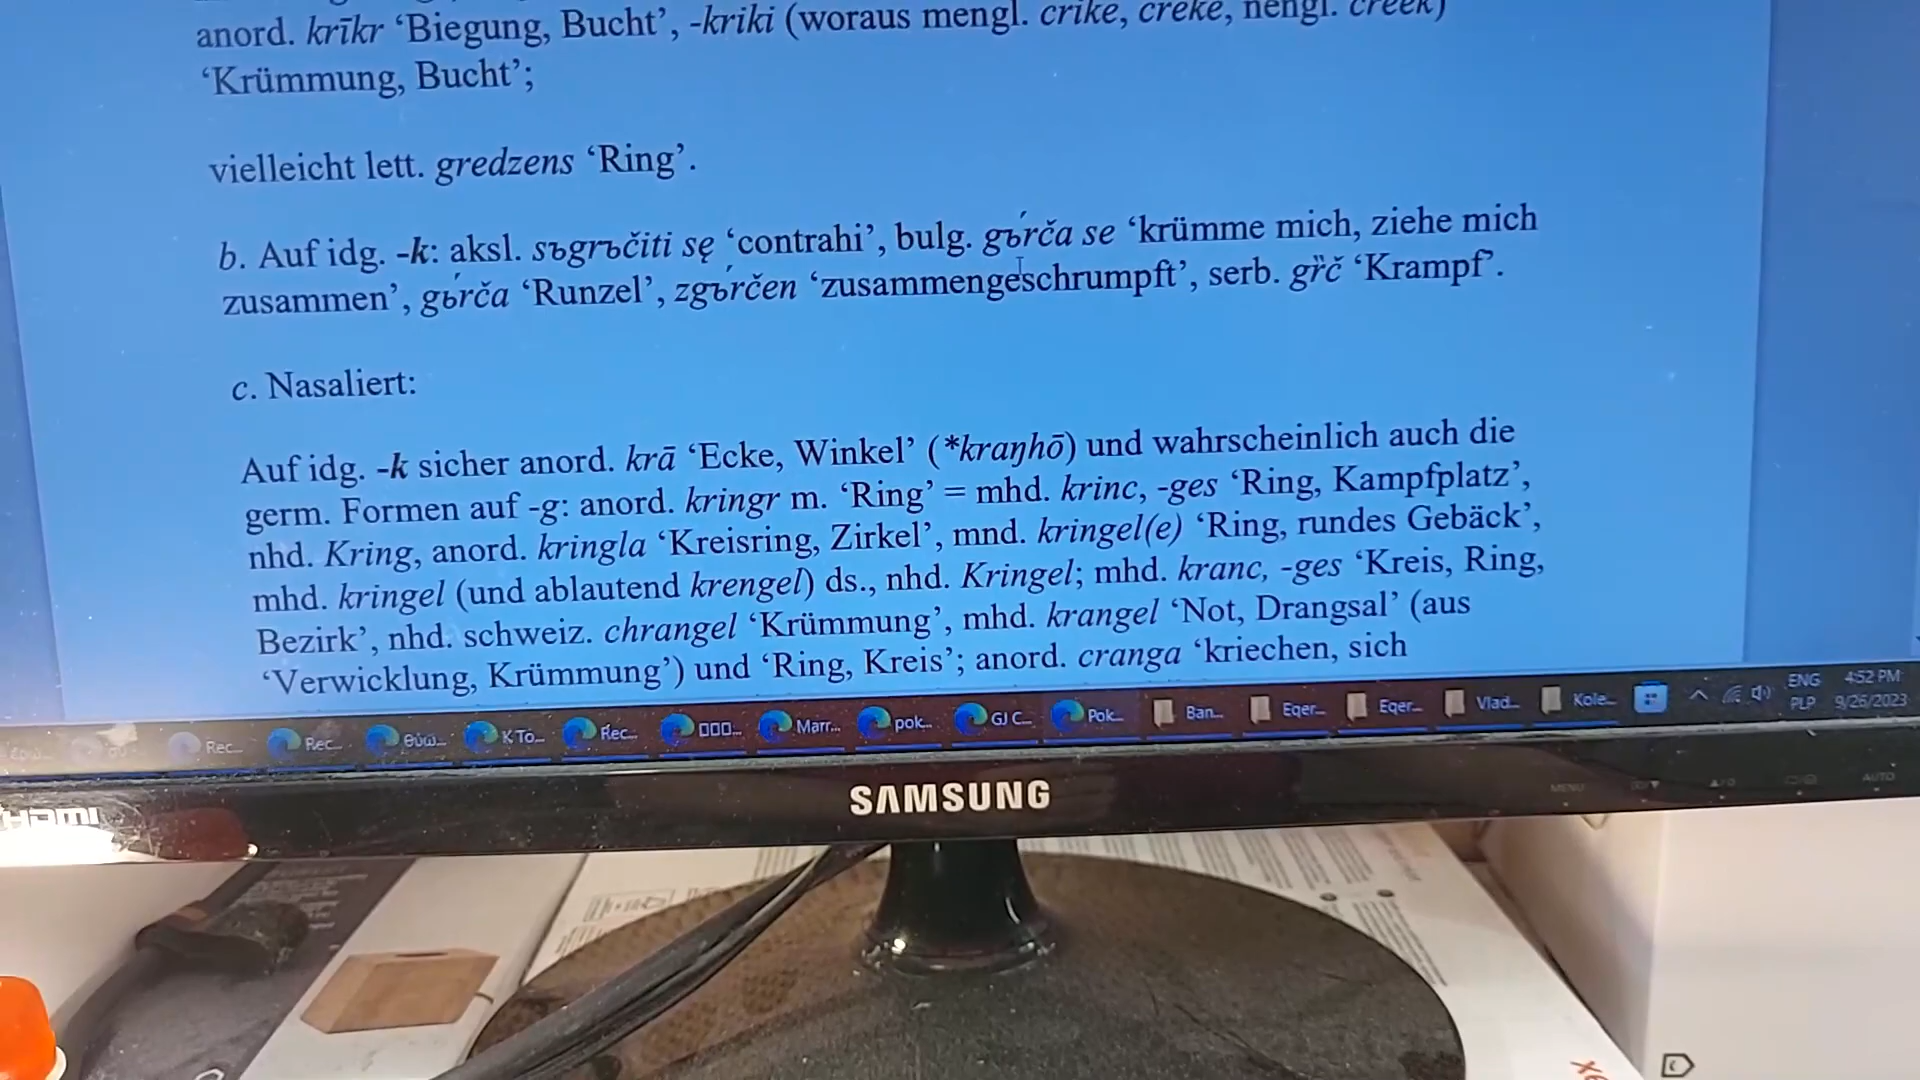 anord. krīkr ‘Biegung, Bucht’, -kriki (woraus mengl. crike, creke, nengl. creek)
‘Krümmung, Bucht’;
vielleicht lett. gredzens ‘Ring’.
b. Auf idg. -k: aksl. sъgrъčiti sę ‘contrahi’, bulg. gъ́rča se ‘krümme mich, ziehe mich
zusammen’, gъ́rča ‘Runzel’, zgъ́rčen ‘zusammengeschrumpft’, serb. gȑč ‘Krampf’.
c. Nasaliert:
Auf idg. -k sicher anord. krā ‘Ecke, Winkel’ (*kraŋhō) und wahrscheinlich auch die
germ. Formen auf -g: anord. kringr m. ‘Ring’ = mhd. krinc, -ges ‘Ring, Kampfplatz’,
nhd. Kring, anord. kringla ‘Kreisring, Zirkel’, mnd. kringel(e) ‘Ring, rundes Gebäck’,
mhd. kringel (und ablautend krengel) ds., nhd. Kringel; mhd. kranc, -ges ‘Kreis, Ring,
Bezirk’, nhd. schweiz. chrangel ‘Krümmung’, mhd. krangel ‘Not, Drangsal’ (aus
‘Verwicklung, Krümmung’) und ‘Ring, Kreis’; anord. cranga ‘kriechen, sich
Rec... Rec... θύω... K To... Rec... Marr... pok... GJ C... Pok... Ban... Eqer... Eqer... Vlad... Kole...
ENG 4:52 PM
PLP 9/26/2023
HDMI
SAMSUNG
MENU
AUTO